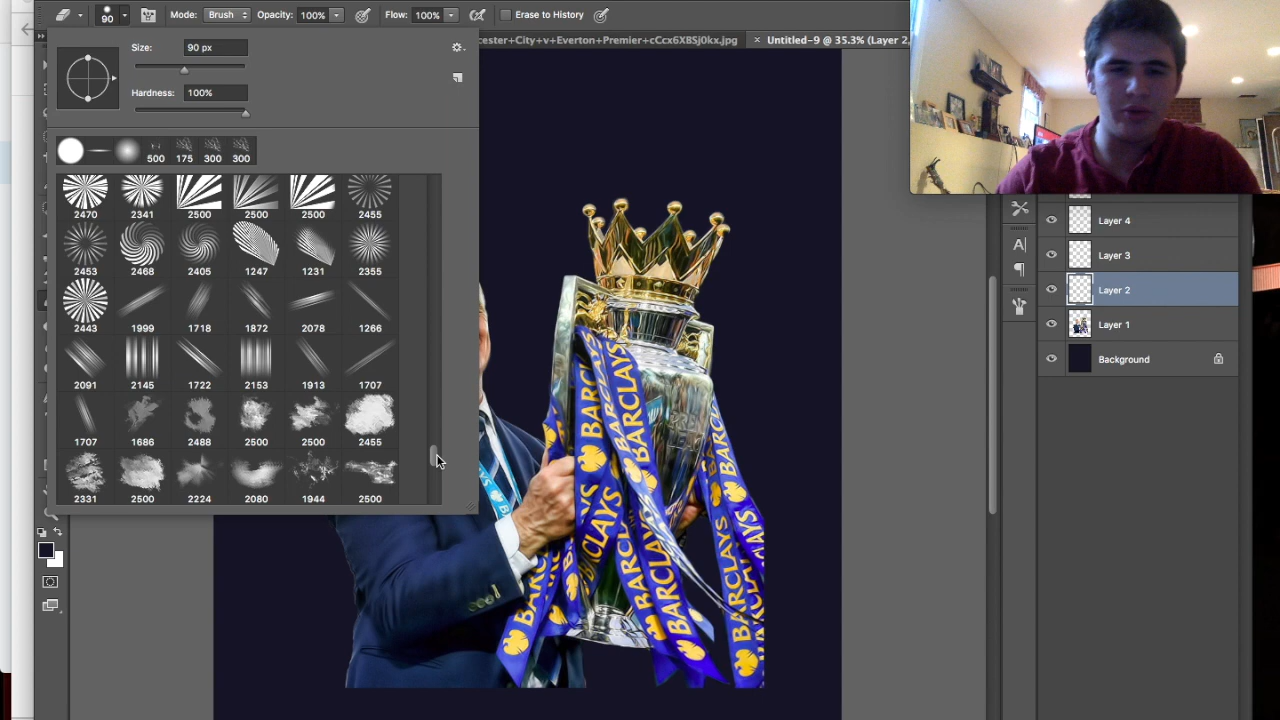 90 Mode: Brush Opacity: 100% Flow: 100% Erase to History
cester+City+v+Everton+Premier+cCcx6XBSj0kx.jpg × Untitled-9 @ 35.3% (Layer 2,
Size: 90 px
Hardness: 100%
500 175 300 300
2470 2341 2500 2500 2500 2455
2453 2468 2405 1247 1231 2355
2443 1999 1718 1872 2078 1266
2091 2145 1722 2153 1913 1707
1707 1686 2488 2500 2500 2455
2331 2500 2224 2080 1944 2500
Layer 4
Layer 3
Layer 2
Layer 1
Background
BARCLAYS
BARCLAYS
BARCLAYS
BARCLAYS
BARCLAYS
BARCLAYS